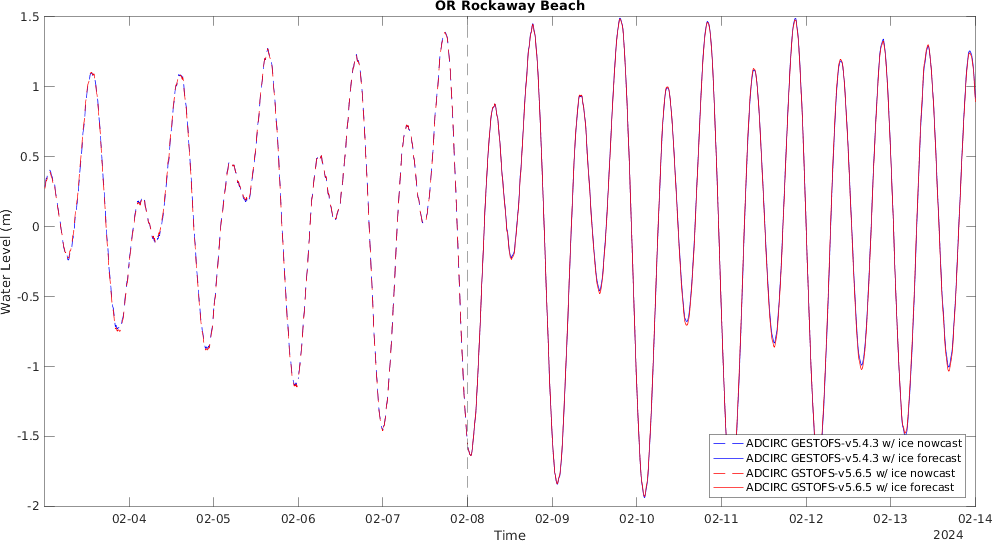 OR Rockaway Beach
Water Level (m)
1.5
1
0.5
0
-0.5
-1
-1.5
-2
ADCIRC GESTOFS-v5.4.3 w/ ice nowcast
ADCIRC GESTOFS-v5.4.3 w/ ice forecast
ADCIRC GSTOFS-v5.6.5 w/ ice nowcast
ADCIRC GSTOFS-v5.6.5 w/ ice forecast
02-04 02-05 02-06 02-07 02-08 02-09 02-10 02-11 02-12 02-13 02-14
Time
2024